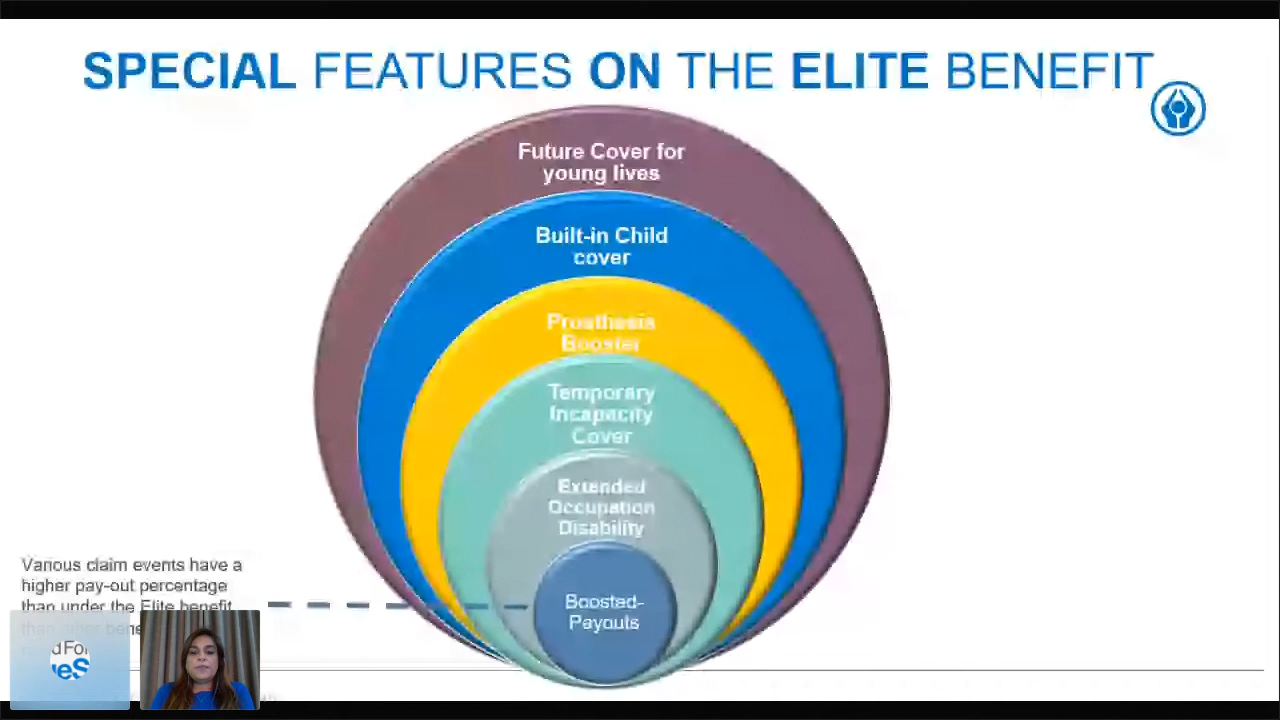 SPECIAL FEATURES ON THE ELITE BENEFIT
Future Cover for
young lives
Built-in Child
cover
Prosthesis
Booster
Temporary
Incapacity
Cover
Extended
Occupation
Disability
Boosted-
Payouts
Various claim events have a
higher pay-out percentage
than under the Elite benefit